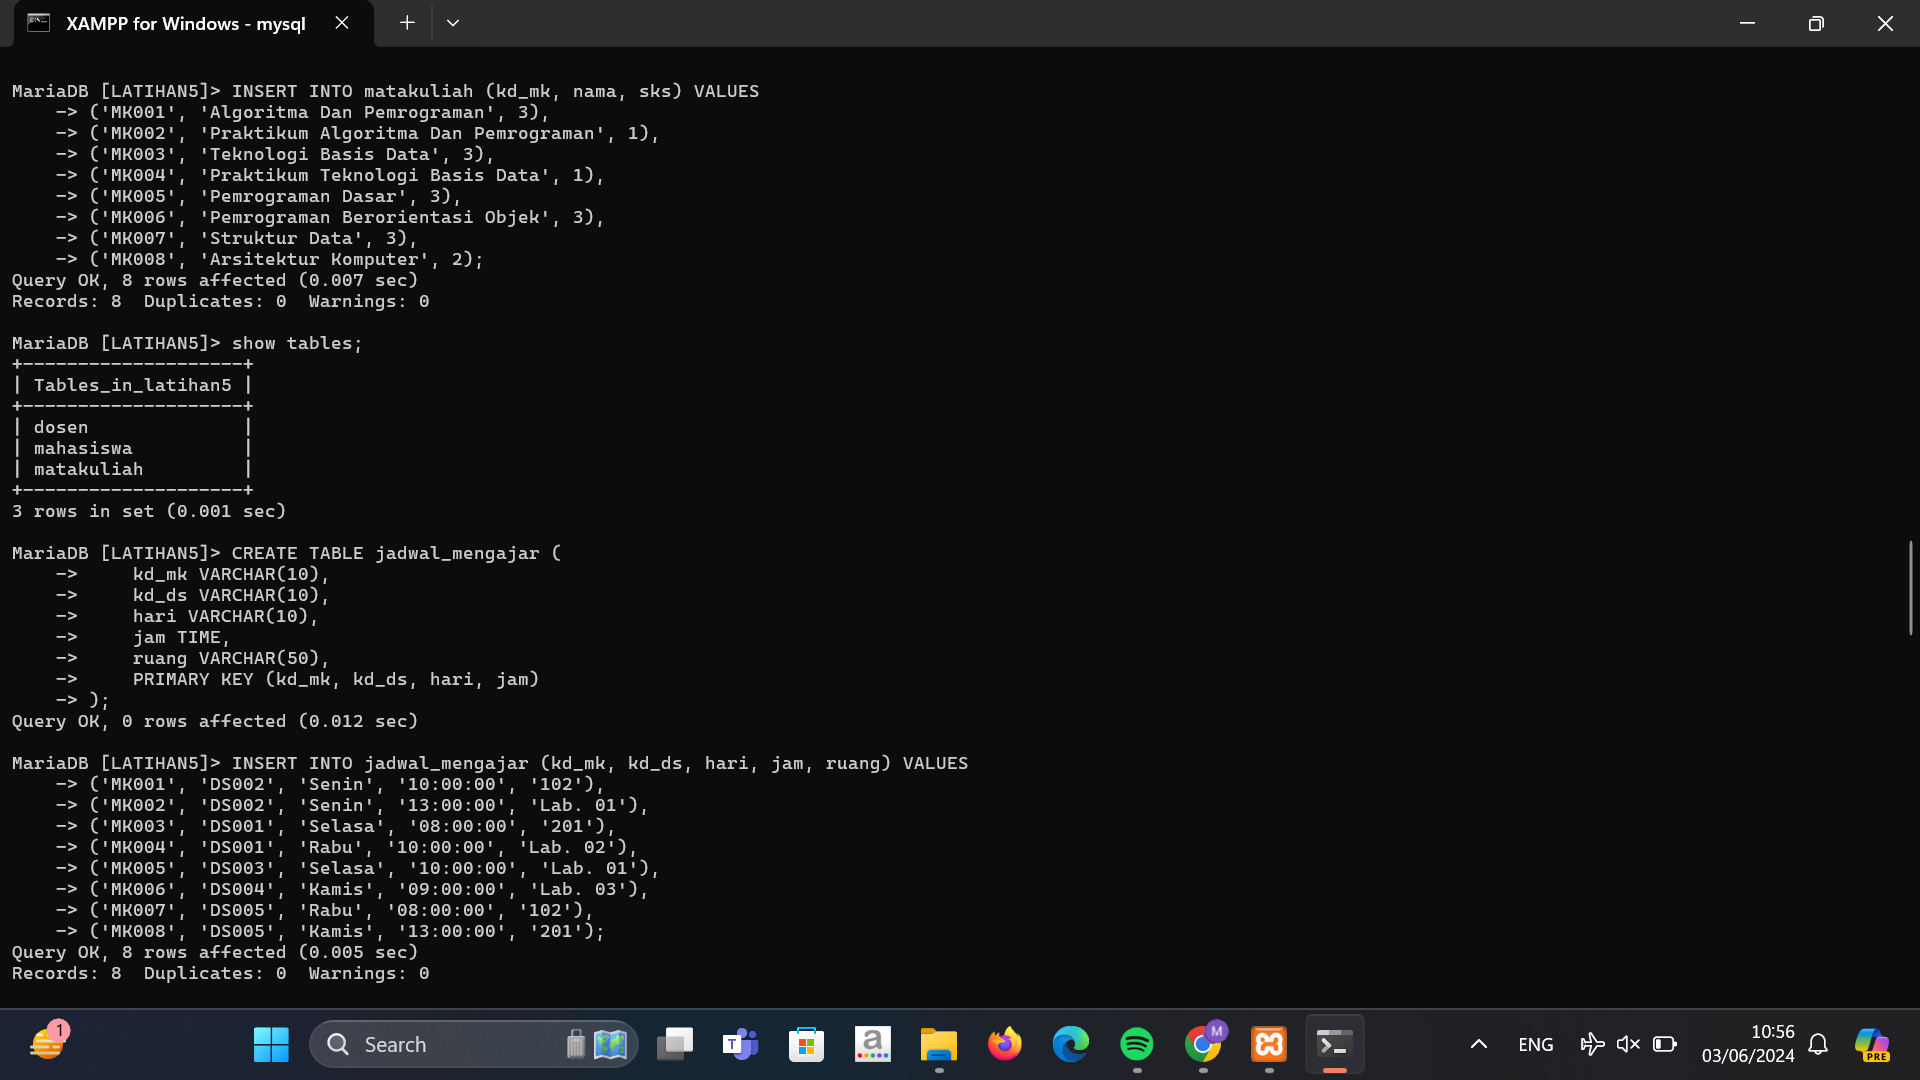 XAMPP for Windows - mysql
MariaDB [LATIHAN5]> INSERT INTO matakuliah (kd_mk, nama, sks) VALUES
    -> ('MK001', 'Algoritma Dan Pemrograman', 3),
    -> ('MK002', 'Praktikum Algoritma Dan Pemrograman', 1),
    -> ('MK003', 'Teknologi Basis Data', 3),
    -> ('MK004', 'Praktikum Teknologi Basis Data', 1),
    -> ('MK005', 'Pemrograman Dasar', 3),
    -> ('MK006', 'Pemrograman Berorientasi Objek', 3),
    -> ('MK007', 'Struktur Data', 3),
    -> ('MK008', 'Arsitektur Komputer', 2);
Query OK, 8 rows affected (0.007 sec)
Records: 8  Duplicates: 0  Warnings: 0
MariaDB [LATIHAN5]> show tables;
+--------------------+
| Tables_in_latihan5 |
+--------------------+
| dosen              |
| mahasiswa          |
| matakuliah         |
+--------------------+
3 rows in set (0.001 sec)
MariaDB [LATIHAN5]> CREATE TABLE jadwal_mengajar (
    ->     kd_mk VARCHAR(10),
    ->     kd_ds VARCHAR(10),
    ->     hari VARCHAR(10),
    ->     jam TIME,
    ->     ruang VARCHAR(50),
    ->     PRIMARY KEY (kd_mk, kd_ds, hari, jam)
    -> );
Query OK, 0 rows affected (0.012 sec)
MariaDB [LATIHAN5]> INSERT INTO jadwal_mengajar (kd_mk, kd_ds, hari, jam, ruang) VALUES
    -> ('MK001', 'DS002', 'Senin', '10:00:00', '102'),
    -> ('MK002', 'DS002', 'Senin', '13:00:00', 'Lab. 01'),
    -> ('MK003', 'DS001', 'Selasa', '08:00:00', '201'),
    -> ('MK004', 'DS001', 'Rabu', '10:00:00', 'Lab. 02'),
    -> ('MK005', 'DS003', 'Selasa', '10:00:00', 'Lab. 01'),
    -> ('MK006', 'DS004', 'Kamis', '09:00:00', 'Lab. 03'),
    -> ('MK007', 'DS005', 'Rabu', '08:00:00', '102'),
    -> ('MK008', 'DS005', 'Kamis', '13:00:00', '201');
Query OK, 8 rows affected (0.005 sec)
Records: 8  Duplicates: 0  Warnings: 0
1
Search
T
a
M
ENG
10:56
03/06/2024
PRE